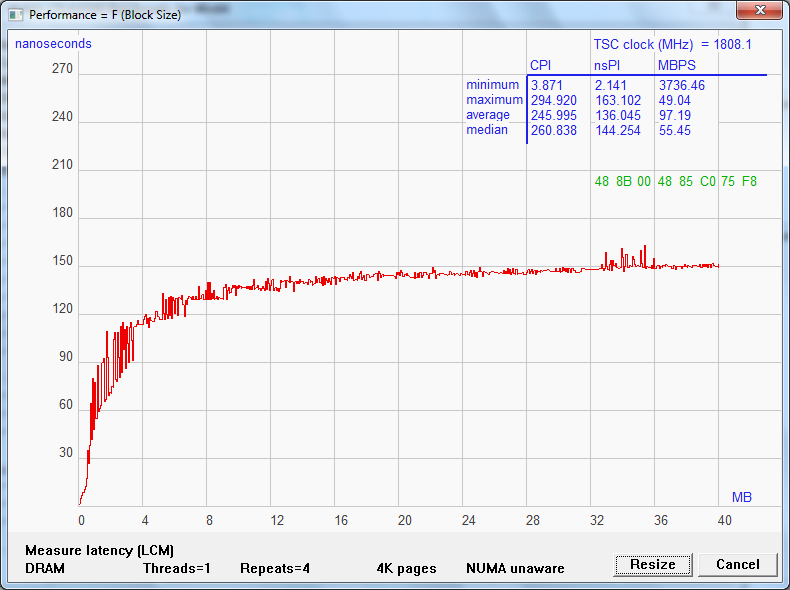 Performance = F (Block Size)
nanoseconds
TSC clock (MHz) = 1808.1
CPI nsPI MBPS
minimum 3.871 2.141 3736.46
maximum 294.920 163.102 49.04
average 245.995 136.045 97.19
median 260.838 144.254 55.45
48 8B 00 48 85 C0 75 F8
270
240
210
180
150
120
90
60
30
MB
0 4 8 12 16 20 24 28 32 36 40
Measure latency (LCM)
DRAM Threads=1 Repeats=4 4K pages NUMA unaware
Resize Cancel